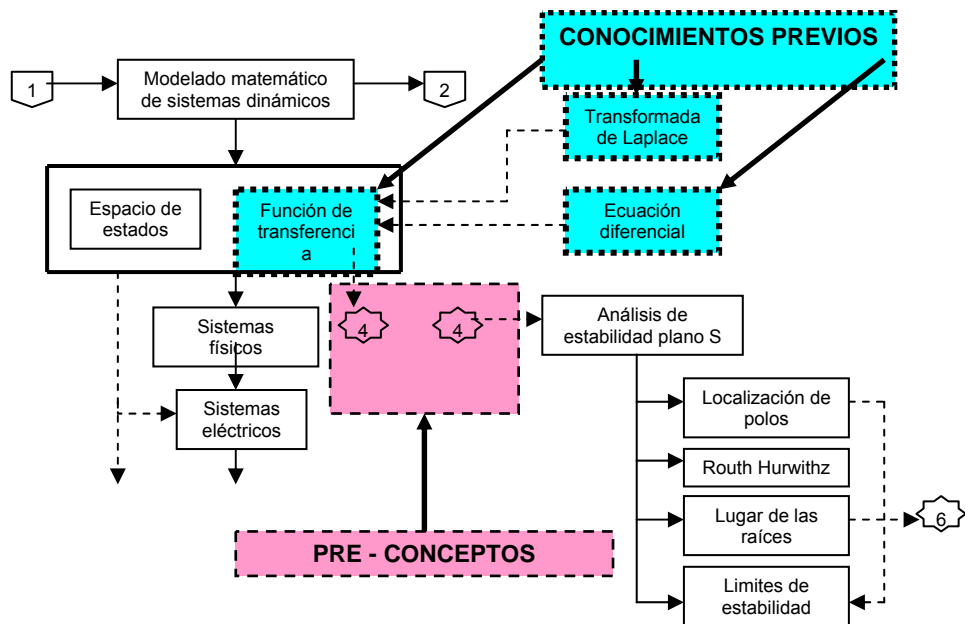 CONOCIMIENTOS PREVIOS
1
Modelado matemático
de sistemas dinámicos
2
Transformada
de Laplace
Espacio de
estados
Función de
transferenci
a
Ecuación
diferencial
Sistemas
físicos
4
4
Análisis de
estabilidad plano S
Sistemas
eléctricos
Localización de
polos
Routh Hurwithz
Lugar de las
raíces
6
PRE - CONCEPTOS
Limites de
estabilidad